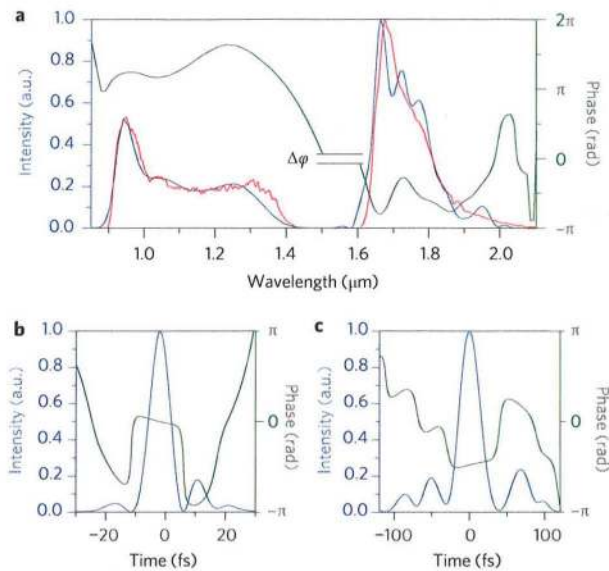 a
Intensity (a.u.)
1.0
0.8
0.6
0.4
0.2
0.0
Δφ
2π
π
0
−π
Phase (rad)
1.0 1.2 1.4 1.6 1.8 2.0
Wavelength (μm)
b
Intensity (a.u.)
1.0
0.8
0.6
0.4
0.2
0.0
π
0
−π
Phase (rad)
−20 0 20
Time (fs)
c
Intensity (a.u.)
1.0
0.8
0.6
0.4
0.2
0.0
π
0
−π
Phase (rad)
−100 −50 0 50 100
Time (fs)